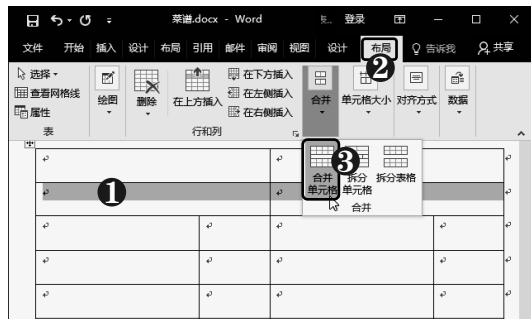 菜谱.docx - Word
登录
文件 开始 插入 设计 布局 引用 邮件 审阅 视图 设计 布局 告诉我 共享
选择
查看网格线
属性
表
绘图
删除
在上方插入
在下方插入
在左侧插入
在右侧插入
行和列
合并
单元格大小
对齐方式
数据
合并单元格
拆分单元格
拆分表格
合并
1
2
3